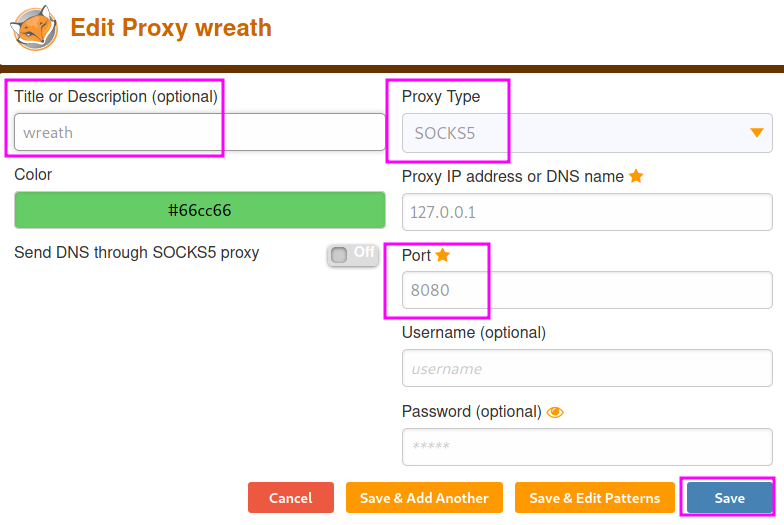 Edit Proxy wreath
Title or Description (optional)
wreath
Color
#66cc66
Send DNS through SOCKS5 proxy
Off
Proxy Type
SOCKS5
Proxy IP address or DNS name
127.0.0.1
Port
8080
Username (optional)
username
Password (optional)
*****
Cancel
Save & Add Another
Save & Edit Patterns
Save